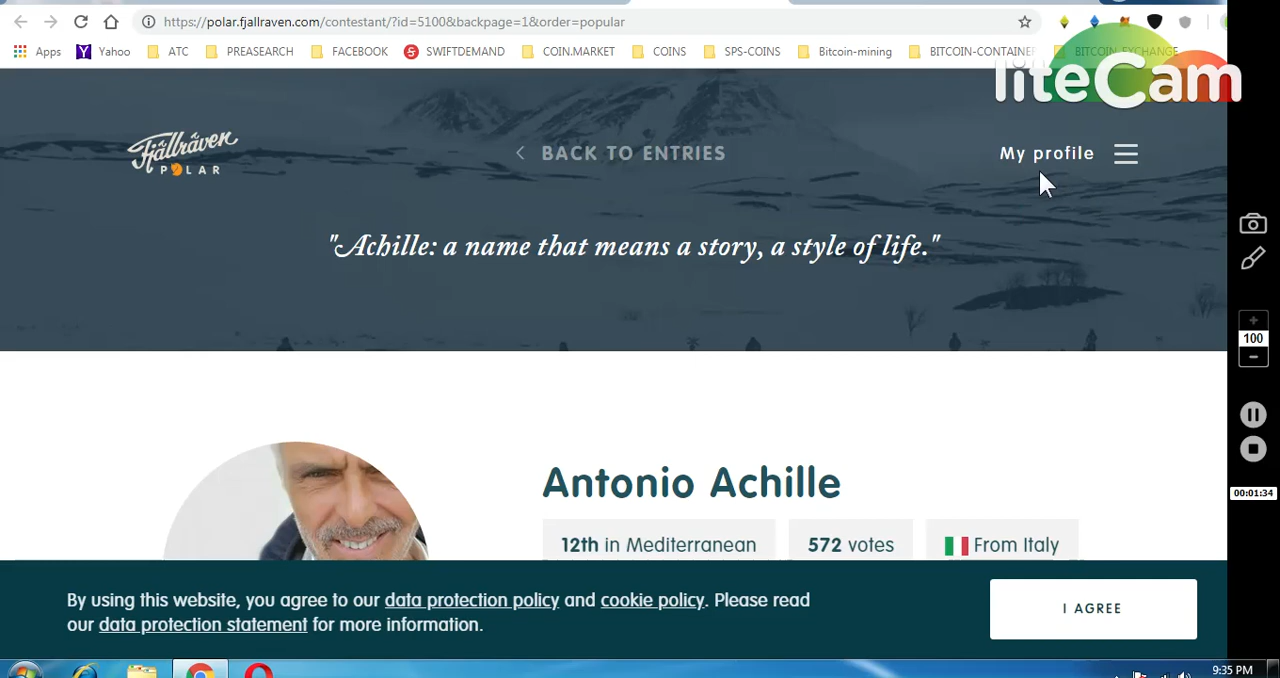 https://polar.fjallraven.com/contestant/?id=5100&backpage=1&order=popular
Apps Yahoo ATC PREASEARCH FACEBOOK SWIFTDEMAND COIN.MARKET COINS SPS-COINS Bitcoin-mining BITCOIN-CONTAINE BITCOIN-EXCHANGE
liteCam
Fjällräven
POLAR
BACK TO ENTRIES
My profile
"Achille: a name that means a story, a style of life."
Antonio Achille
12th in Mediterranean 572 votes From Italy
By using this website, you agree to our data protection policy and cookie policy. Please read
our data protection statement for more information.
I AGREE
100
00:01:34
9:35 PM